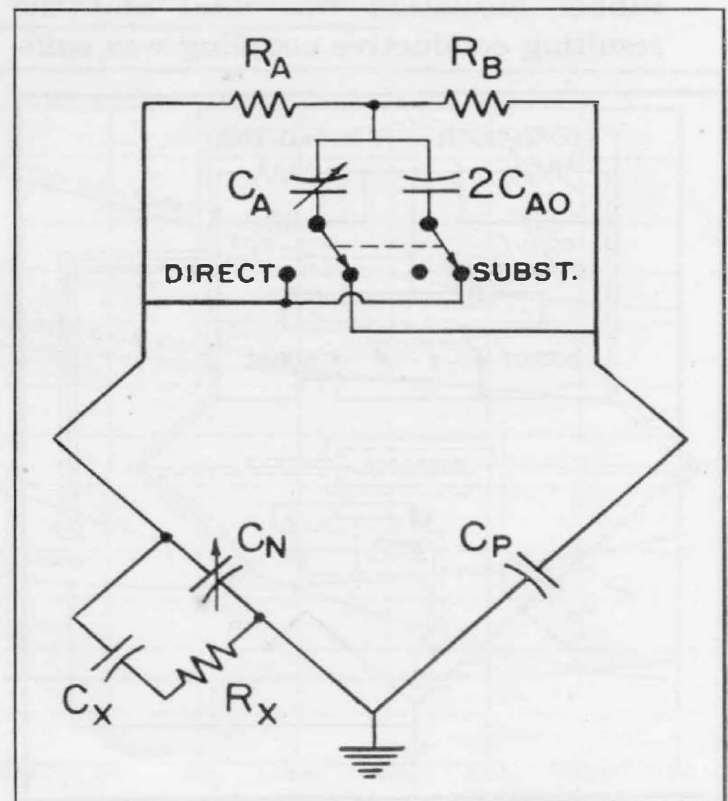 R_A R_B
C_A 2C_AO
DIRECT SUBST.
C_N C_P
C_X R_X